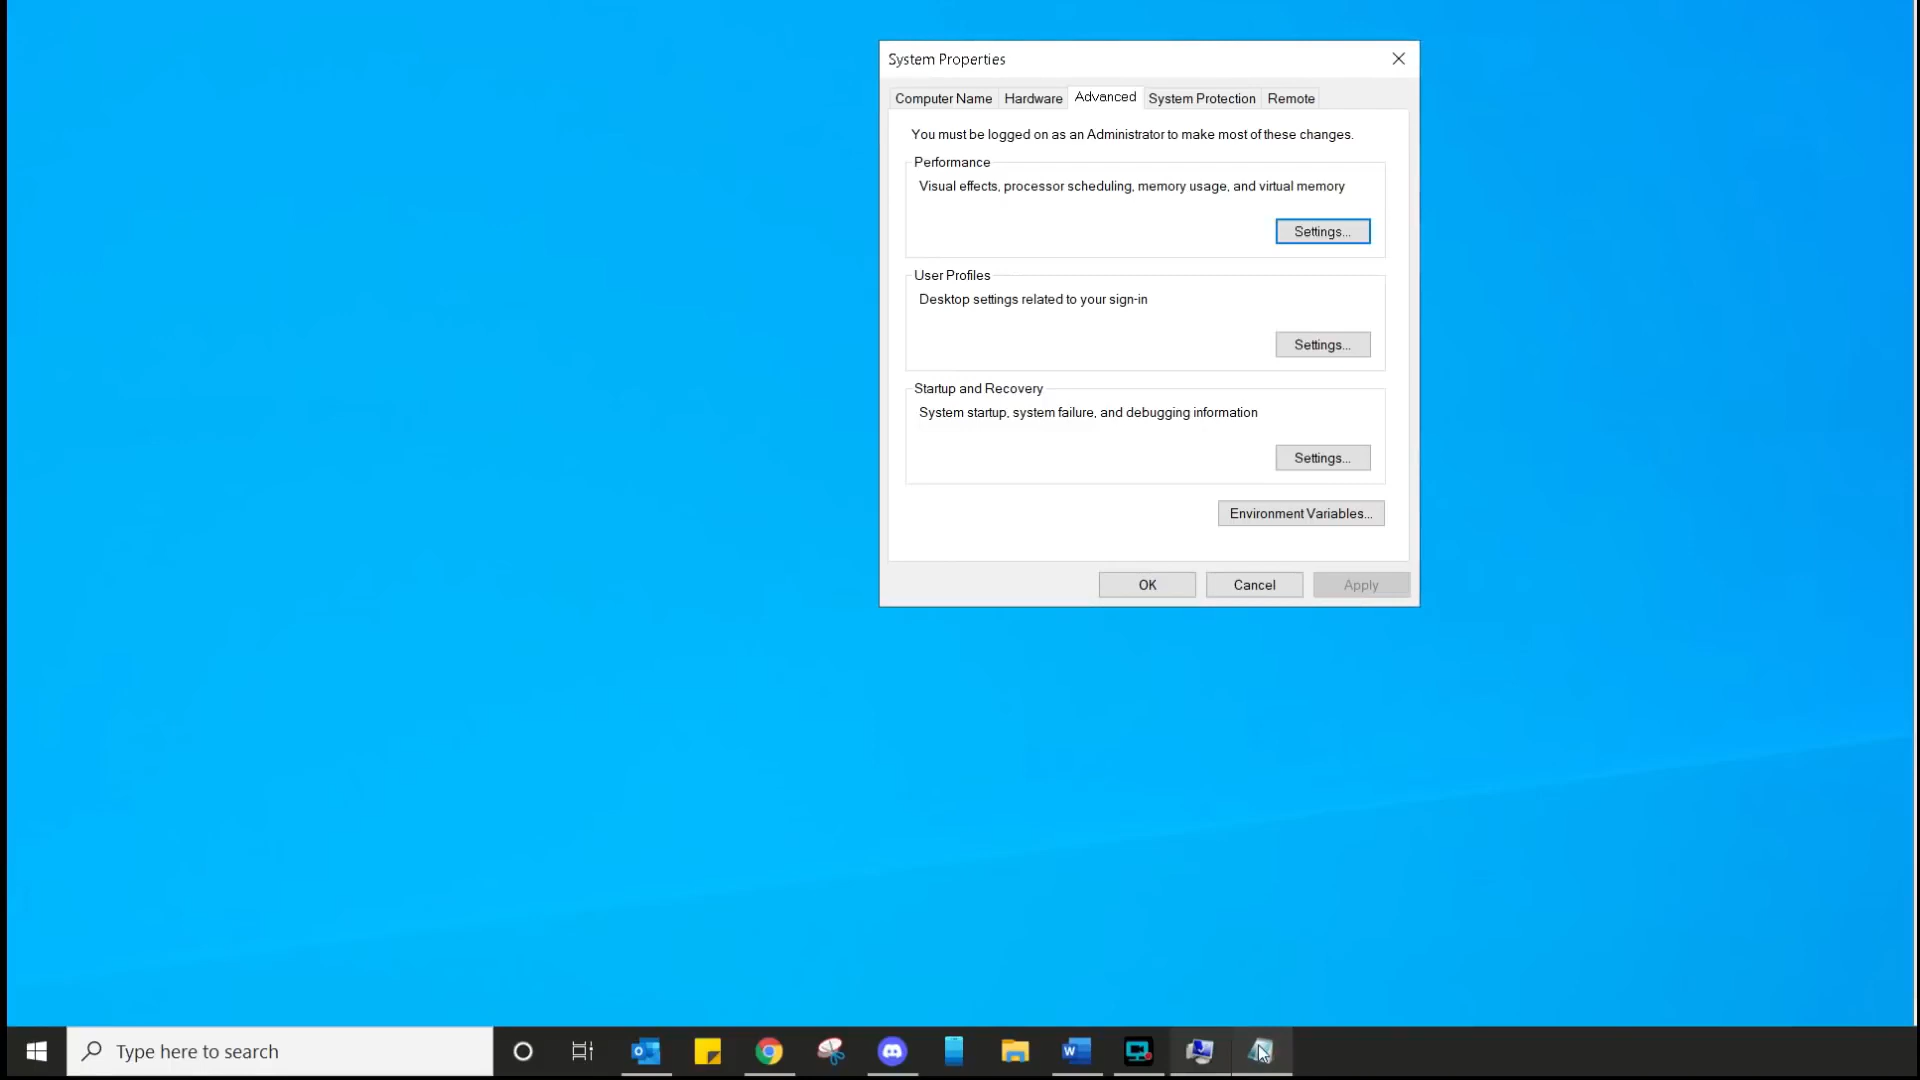 System Properties
Computer Name Hardware Advanced System Protection Remote
You must be logged on as an Administrator to make most of these changes.
Performance
Visual effects, processor scheduling, memory usage, and virtual memory
Settings...
User Profiles
Desktop settings related to your sign-in
Settings...
Startup and Recovery
System startup, system failure, and debugging information
Settings...
Environment Variables...
OK Cancel Apply
Type here to search